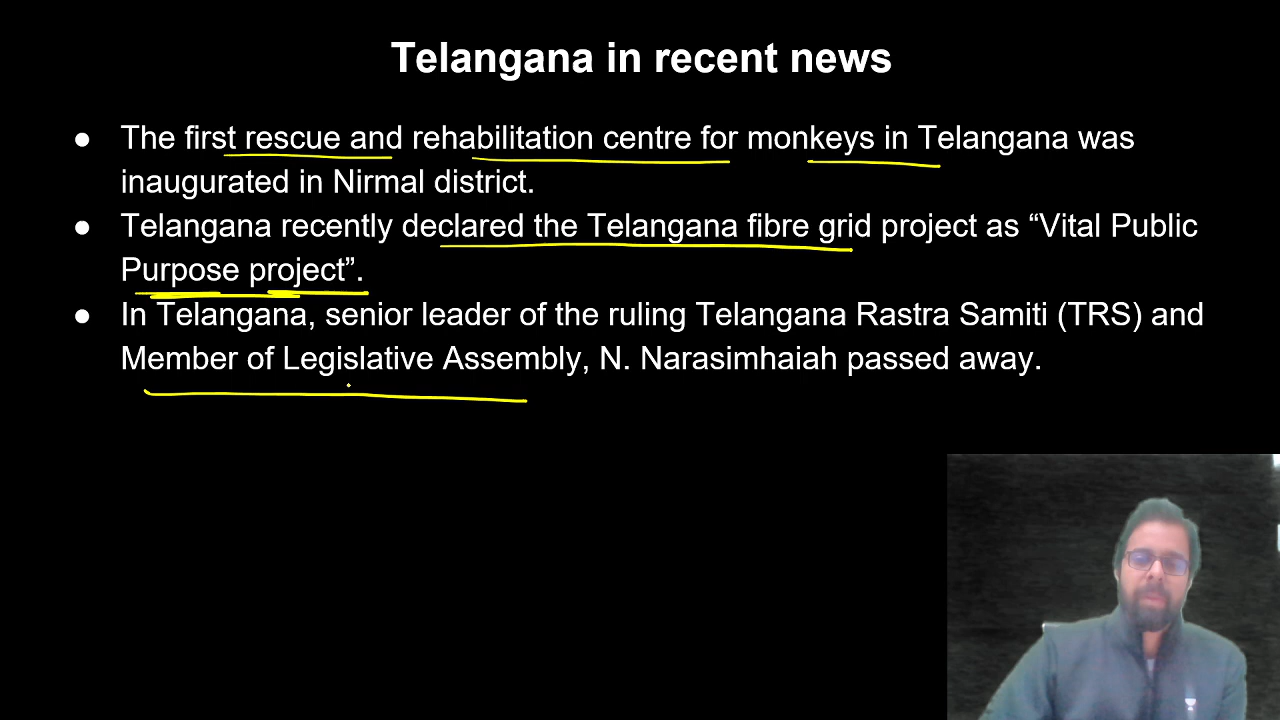 Telangana in recent news
● The first rescue and rehabilitation centre for monkeys in Telangana was
inaugurated in Nirmal district.
● Telangana recently declared the Telangana fibre grid project as “Vital Public
Purpose project”.
● In Telangana, senior leader of the ruling Telangana Rastra Samiti (TRS) and
Member of Legislative Assembly, N. Narasimhaiah passed away.